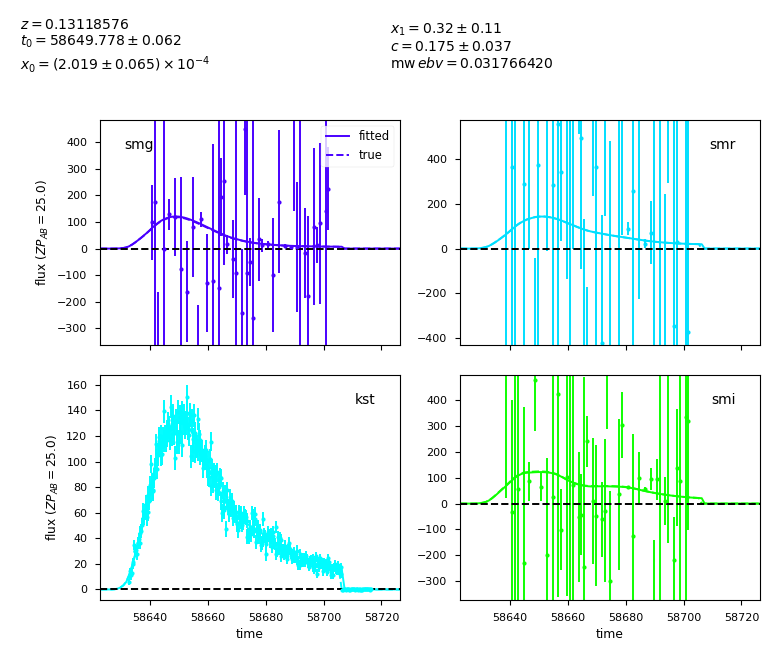 z = 0.13118576
t₀ = 58649.778 ± 0.062
x₀ = (2.019 ± 0.065) × 10⁻⁴
x₁ = 0.32 ± 0.11
c = 0.175 ± 0.037
mw ebv = 0.031766420
smg
fitted
true
400
300
200
100
0
−100
−200
−300
flux (ZP_AB = 25.0)
smr
400
200
0
−200
−400
kst
160
140
120
100
80
60
40
20
0
flux (ZP_AB = 25.0)
58640 58660 58680 58700 58720
time
smi
400
300
200
100
0
−100
−200
−300
58640 58660 58680 58700 58720
time